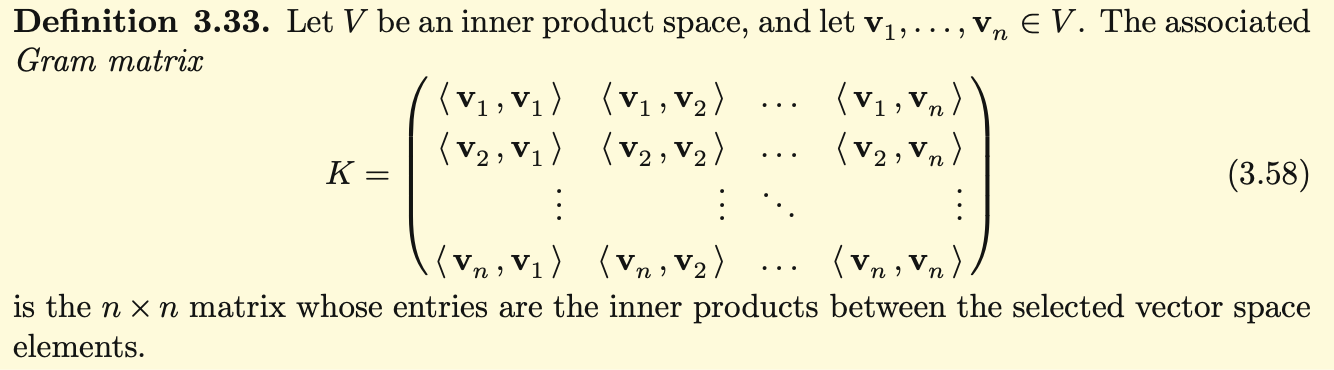 Definition 3.33. Let V be an inner product space, and let v₁, . . . , vₙ ∈ V. The associated
Gram matrix
⟨ v₁ , v₁ ⟩ ⟨ v₁ , v₂ ⟩ . . . ⟨ v₁ , vₙ ⟩
⟨ v₂ , v₁ ⟩ ⟨ v₂ , v₂ ⟩ . . . ⟨ v₂ , vₙ ⟩
K = (3.58)
⋮ ⋮ ⋱ ⋮
⟨ vₙ , v₁ ⟩ ⟨ vₙ , v₂ ⟩ . . . ⟨ vₙ , vₙ ⟩
is the n × n matrix whose entries are the inner products between the selected vector space
elements.